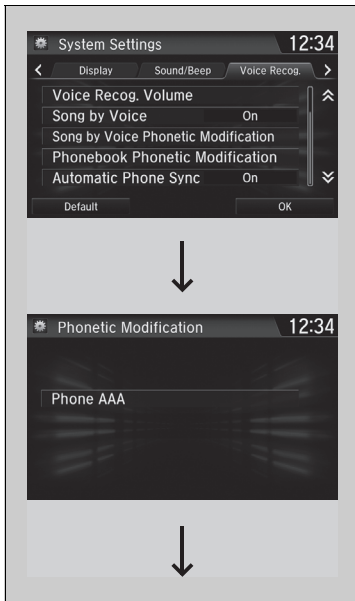 System Settings 12:34
< Display Sound/Beep Voice Recog. >
Voice Recog. Volume
Song by Voice On
Song by Voice Phonetic Modification
Phonebook Phonetic Modification
Automatic Phone Sync On
Default OK
Phonetic Modification 12:34
Phone AAA